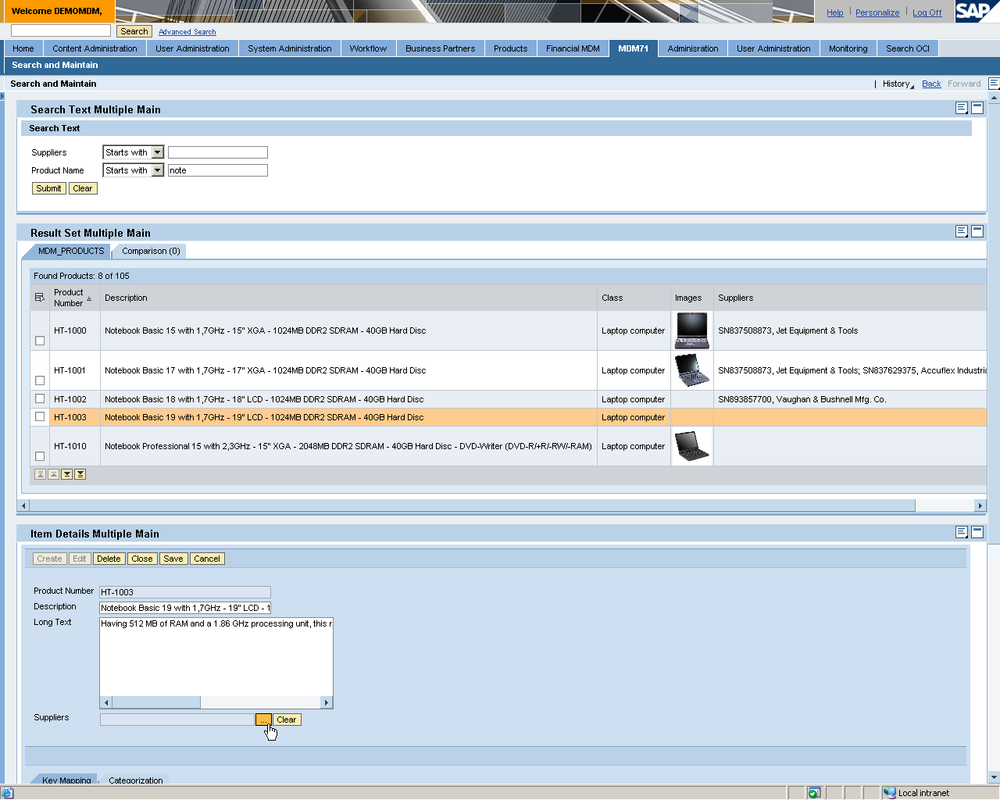 Welcome DEMOMDM,
Help Personalize Log Off SAP
Search Advanced Search
Home Content Administration User Administration System Administration Workflow Business Partners Products Financial MDM MDM71 Adminisration User Administration Monitoring Search OCI
Search and Maintain
Search and Maintain
History Back Forward
Search Text Multiple Main
Search Text
Suppliers Starts with
Product Name Starts with note
Submit Clear
Result Set Multiple Main
MDM_PRODUCTS Comparison (0)
Found Products: 8 of 105
Product Number Description Class Images Suppliers
HT-1000 Notebook Basic 15 with 1,7GHz - 15" XGA - 1024MB DDR2 SDRAM - 40GB Hard Disc Laptop computer SN837508873, Jet Equipment & Tools
HT-1001 Notebook Basic 17 with 1,7GHz - 17" XGA - 1024MB DDR2 SDRAM - 40GB Hard Disc Laptop computer SN837508873, Jet Equipment & Tools; SN837629375, Accuflex Industria
HT-1002 Notebook Basic 18 with 1,7GHz - 18" LCD - 1024MB DDR2 SDRAM - 40GB Hard Disc Laptop computer SN893857700, Vaughan & Bushnell Mfg. Co.
HT-1003 Notebook Basic 19 with 1,7GHz - 19" LCD - 1024MB DDR2 SDRAM - 40GB Hard Disc Laptop computer
HT-1010 Notebook Professional 15 with 2,3GHz - 15" XGA - 2048MB DDR2 SDRAM - 40GB Hard Disc - DVD-Writer (DVD-R/+R/-RW/-RAM) Laptop computer
Item Details Multiple Main
Create Edit Delete Close Save Cancel
Product Number HT-1003
Description Notebook Basic 19 with 1,7GHz - 19" LCD - 1
Long Text Having 512 MB of RAM and a 1.86 GHz processing unit, this r
Suppliers ... Clear
Key Mapping Categorization
Local intranet